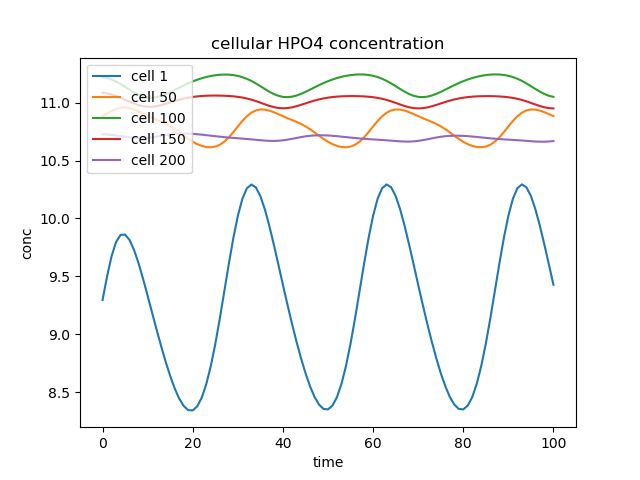 cellular HPO4 concentration
cell 1
cell 50
cell 100
cell 150
cell 200
conc
11.0
10.5
10.0
9.5
9.0
8.5
0 20 40 60 80 100
time